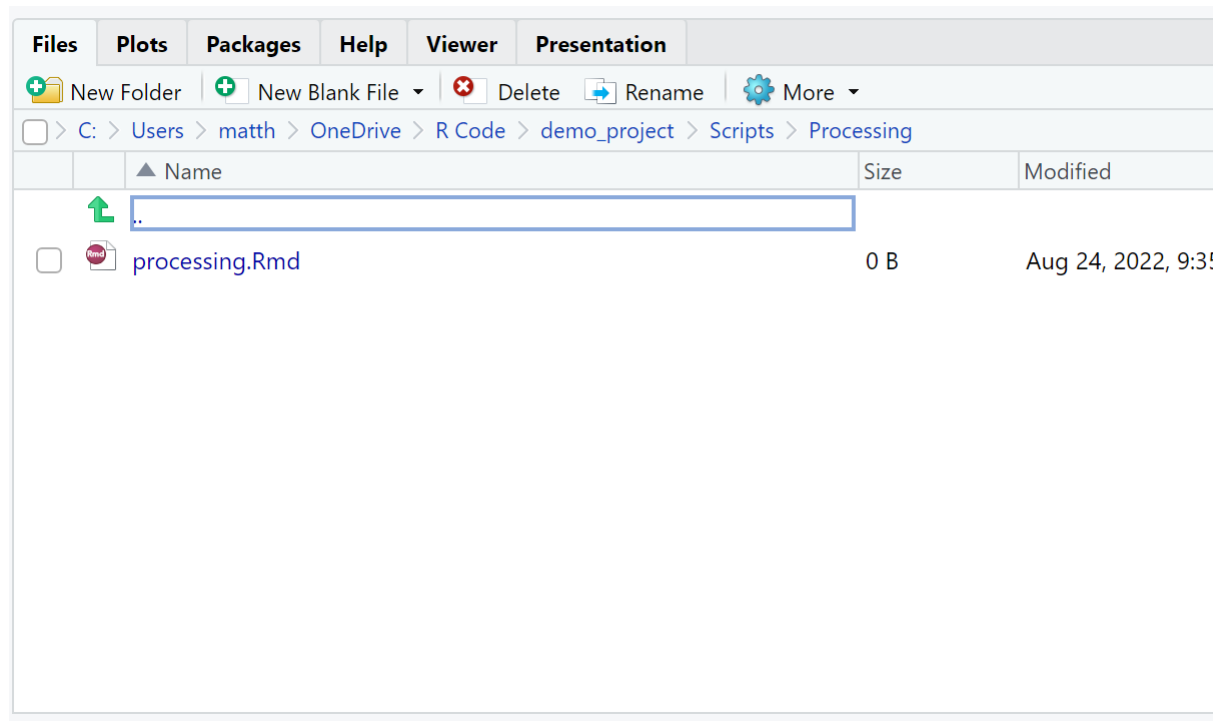 Files Plots Packages Help Viewer Presentation
New Folder New Blank File Delete Rename More
> C: > Users > matth > OneDrive > R Code > demo_project > Scripts > Processing
Name Size Modified
..
Rmd processing.Rmd 0 B Aug 24, 2022, 9:35